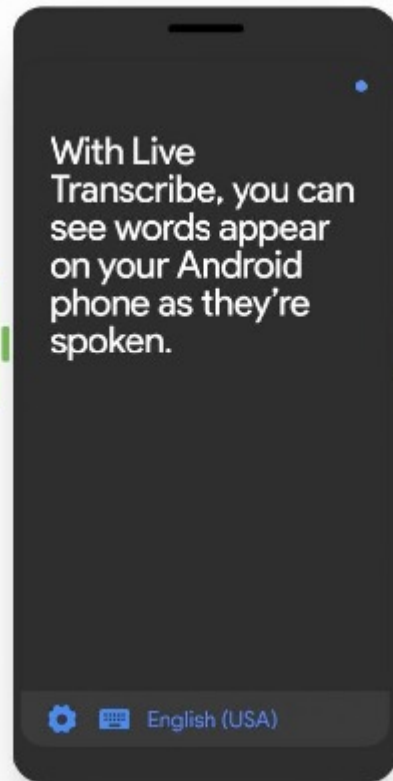 With Live
Transcribe, you can
see words appear
on your Android
phone as they're
spoken.
English (USA)